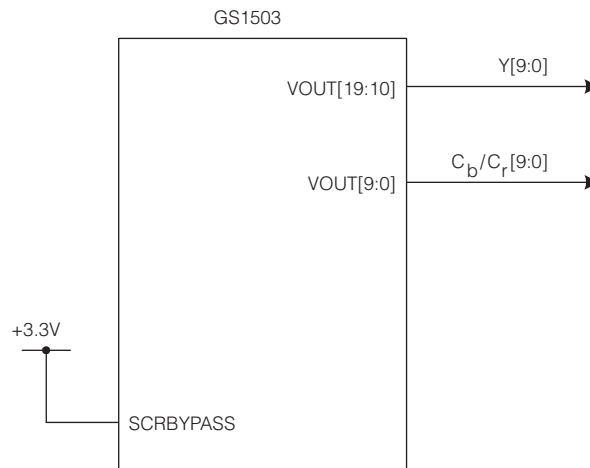 GS1503
VOUT[19:10]
Y[9:0]
VOUT[9:0]
Cb/Cr[9:0]
+3.3V
SCRBYPASS